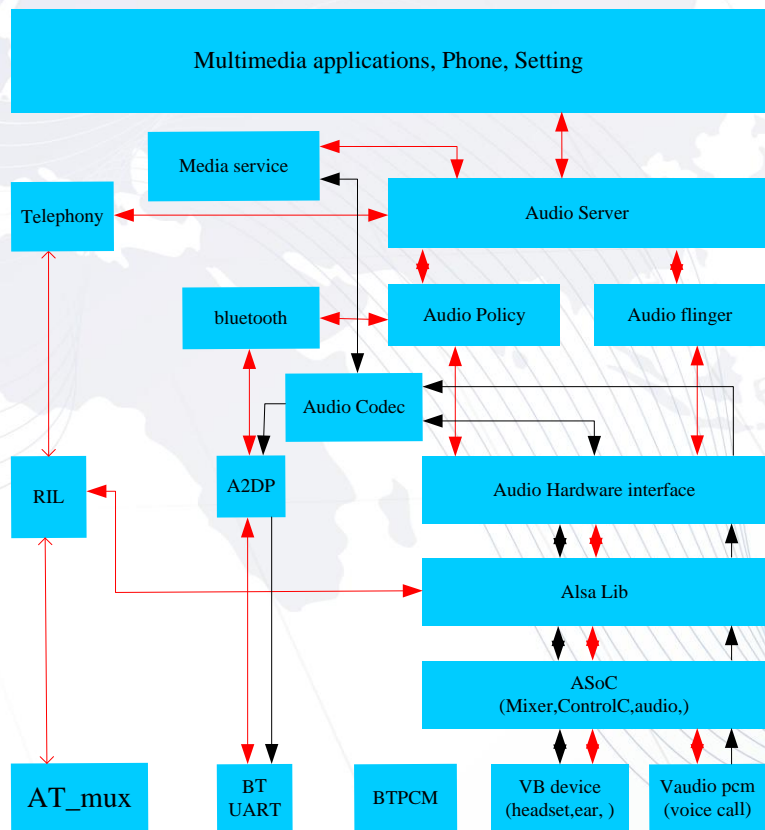 Multimedia applications, Phone, Setting
Media service
Telephony
Audio Server
bluetooth
Audio Policy
Audio flinger
Audio Codec
RIL
A2DP
Audio Hardware interface
Alsa Lib
ASoC
(Mixer,ControlC,audio,)
AT_mux
BT
UART
BTPCM
VB device
(headset,ear, )
Vaudio pcm
(voice call)